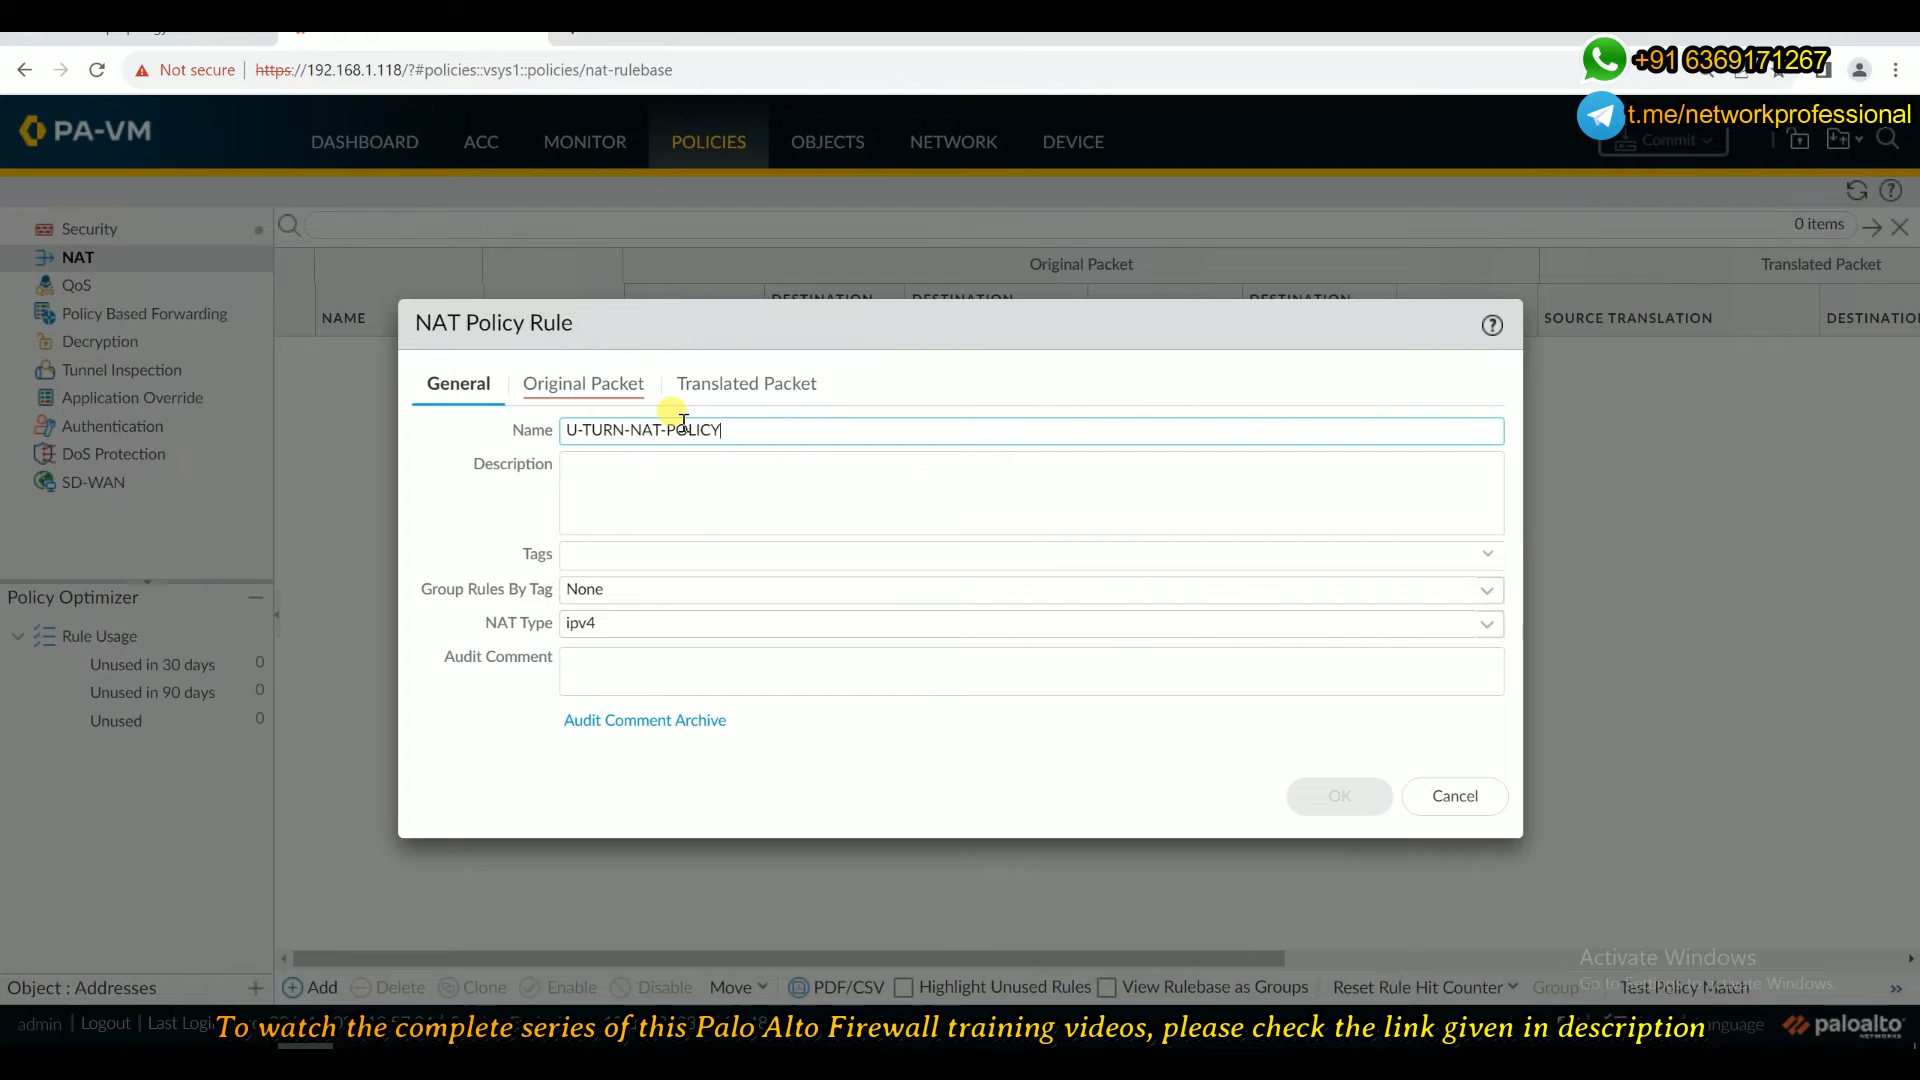 Not secure https://192.168.1.118/?#policies::vsys1::policies/nat-rulebase
+91 6369171267
t.me/networkprofessional
PA-VM DASHBOARD ACC MONITOR POLICIES OBJECTS NETWORK DEVICE Commit
Security
NAT
QoS
Policy Based Forwarding
Decryption
Tunnel Inspection
Application Override
Authentication
DoS Protection
SD-WAN
0 items
Original Packet Translated Packet
DESTINATION DESTINATION DESTINATION
NAME SOURCE TRANSLATION DESTINATIO
NAT Policy Rule
General Original Packet Translated Packet
Name U-TURN-NAT-POLICY
Description
Tags
Group Rules By Tag None
NAT Type ipv4
Audit Comment
Audit Comment Archive
OK Cancel
Policy Optimizer
Rule Usage
Unused in 30 days 0
Unused in 90 days 0
Unused 0
Activate Windows
Object : Addresses
Add Delete Clone Enable Disable Move PDF/CSV Highlight Unused Rules View Rulebase as Groups Reset Rule Hit Counter Group Test Policy Match
admin Logout
To watch the complete series of this Palo Alto Firewall training videos, please check the link given in description
paloalto
NETWORKS